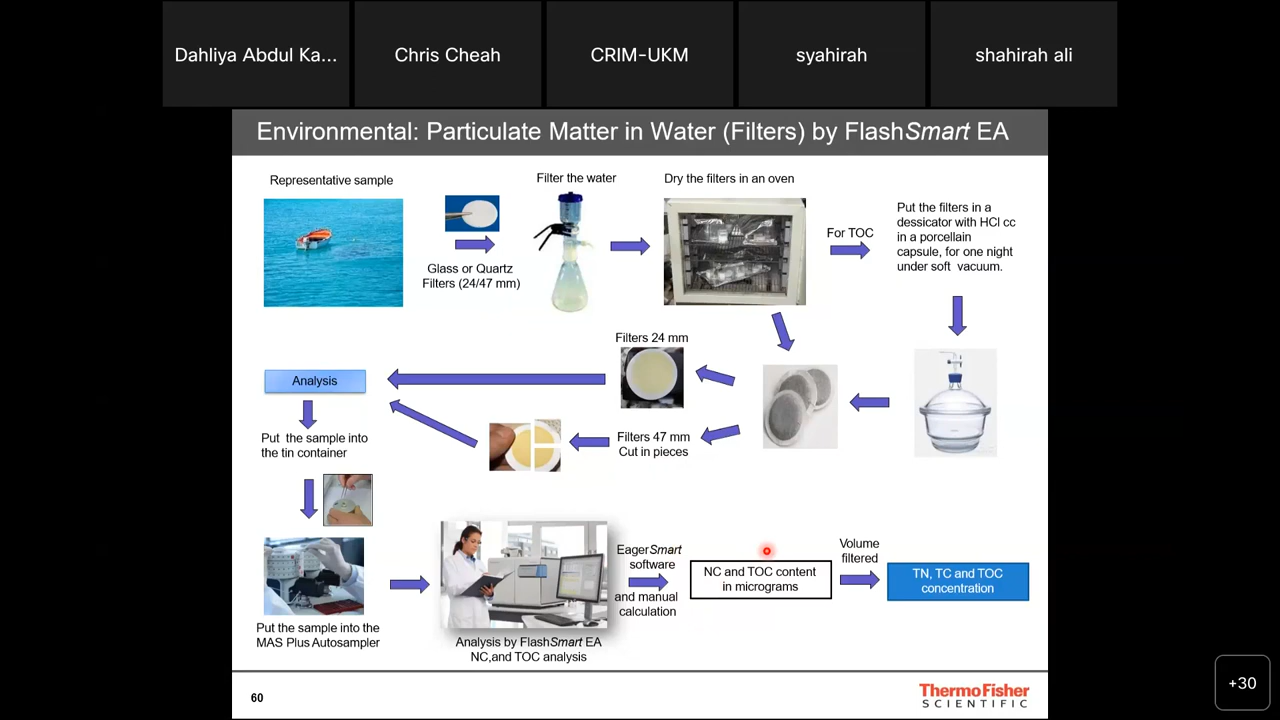 Dahliya Abdul Ka...
Chris Cheah
CRIM-UKM
syahirah
shahirah ali
Environmental: Particulate Matter in Water (Filters) by FlashSmart EA
Representative sample
Filter the water
Dry the filters in an oven
Glass or Quartz
Filters (24/47 mm)
For TOC
Put the filters in a
dessicator with HCl cc
in a porcellain
capsule, for one night
under soft vacuum.
Filters 24 mm
Filters 47 mm
Cut in pieces
Analysis
Put the sample into
the tin container
Put the sample into the
MAS Plus Autosampler
Analysis by FlashSmart EA
NC,and TOC analysis
EagerSmart
software
and manual
calculation
NC and TOC content
in micrograms
Volume
filtered
TN, TC and TOC
concentration
60
ThermoFisher
SCIENTIFIC
+30